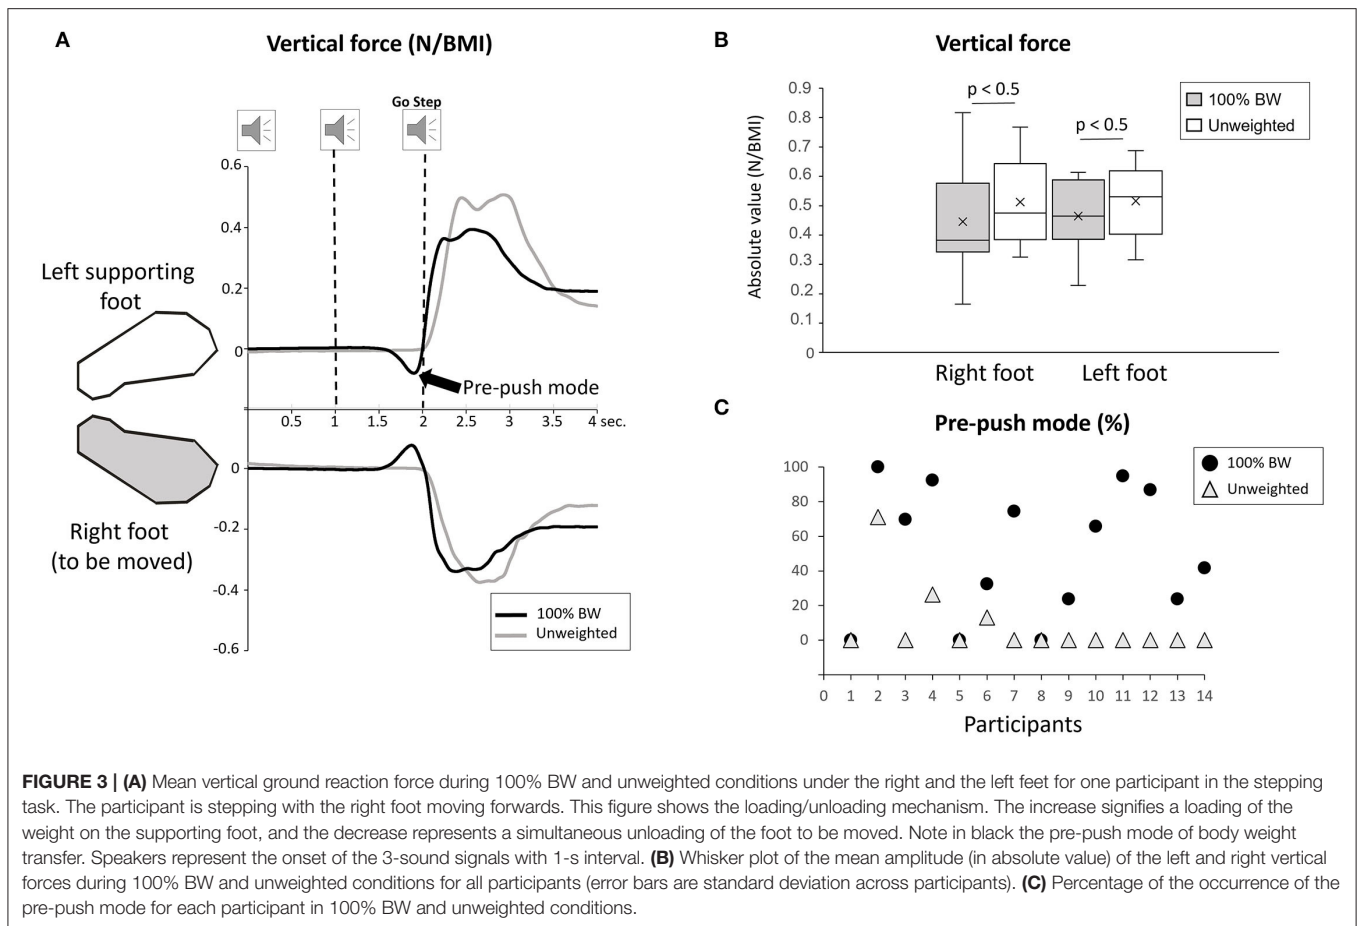 A
Vertical force (N/BMI)
Go Step
0.6
0.4
0.2
0
Left supporting
foot
Pre-push mode
0.5 1 1.5 2 2.5 3 3.5 4 sec.
0
-0.2
-0.4
-0.6
Right foot
(to be moved)
100% BW
Unweighted
B
Vertical force
Absolute value (N/BMI)
0.9
0.8
0.7
0.6
0.5
0.4
0.3
0.2
0.1
0
p < 0.5
p < 0.5
100% BW
Unweighted
Right foot Left foot
C
Pre-push mode (%)
100
80
60
40
20
0
100% BW
Unweighted
0 1 2 3 4 5 6 7 8 9 10 11 12 13 14
Participants
FIGURE 3 | (A) Mean vertical ground reaction force during 100% BW and unweighted conditions under the right and the left feet for one participant in the stepping
task. The participant is stepping with the right foot moving forwards. This figure shows the loading/unloading mechanism. The increase signifies a loading of the
weight on the supporting foot, and the decrease represents a simultaneous unloading of the foot to be moved. Note in black the pre-push mode of body weight
transfer. Speakers represent the onset of the 3-sound signals with 1-s interval. (B) Whisker plot of the mean amplitude (in absolute value) of the left and right vertical
forces during 100% BW and unweighted conditions for all participants (error bars are standard deviation across participants). (C) Percentage of the occurrence of the
pre-push mode for each participant in 100% BW and unweighted conditions.